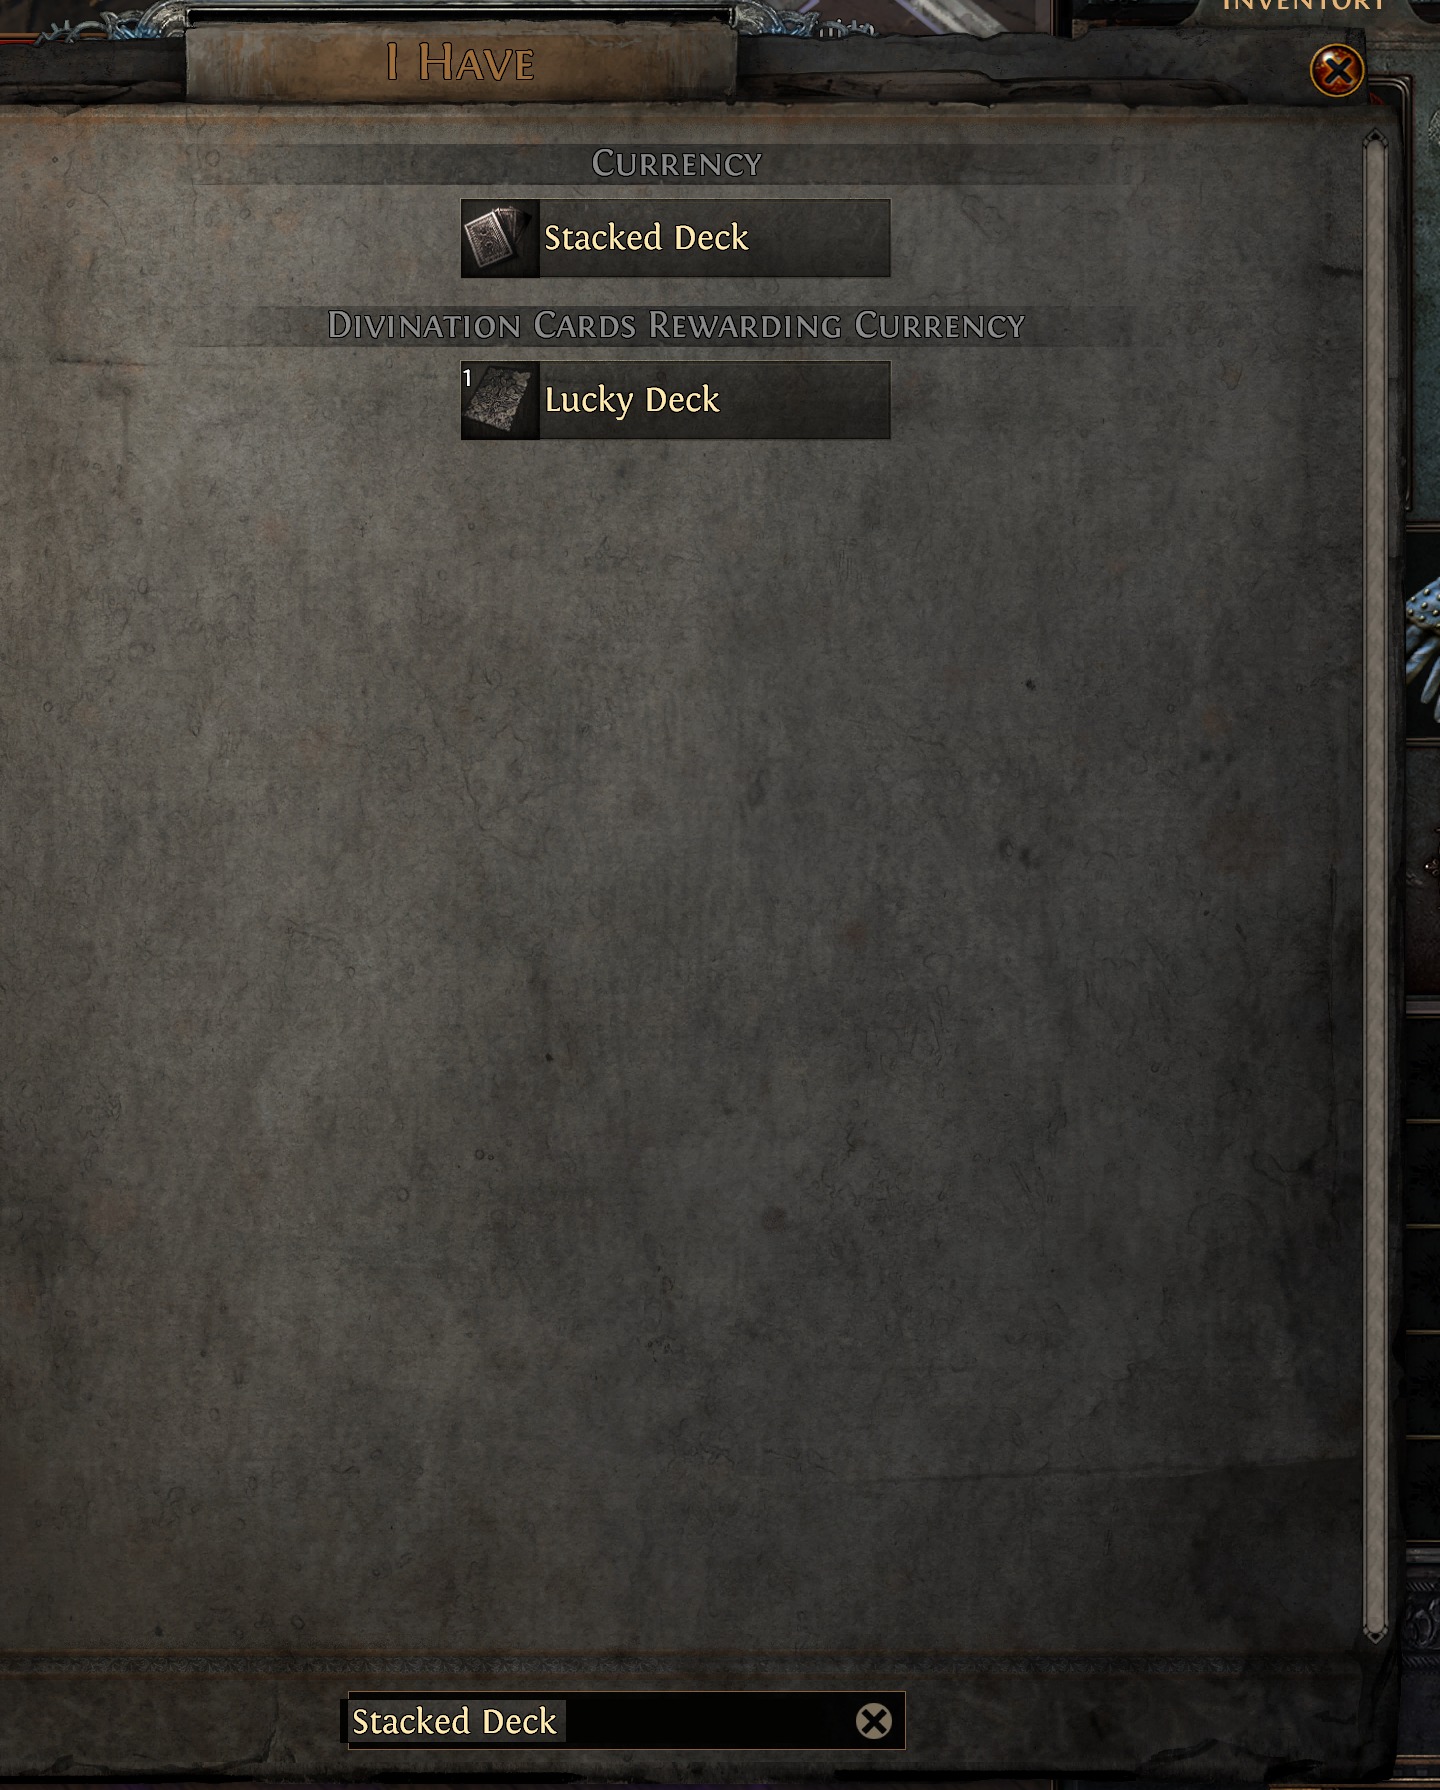 INVENTORY
I HAVE
CURRENCY
Stacked Deck
DIVINATION CARDS REWARDING CURRENCY
1
Lucky Deck
Stacked Deck